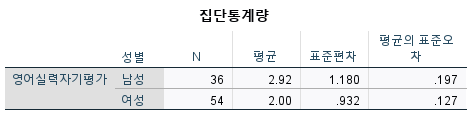 집단통계량
성별 N 평균 표준편차 평균의 표준오차
영어실력자기평가 남성 36 2.92 1.180 .197
여성 54 2.00 .932 .127